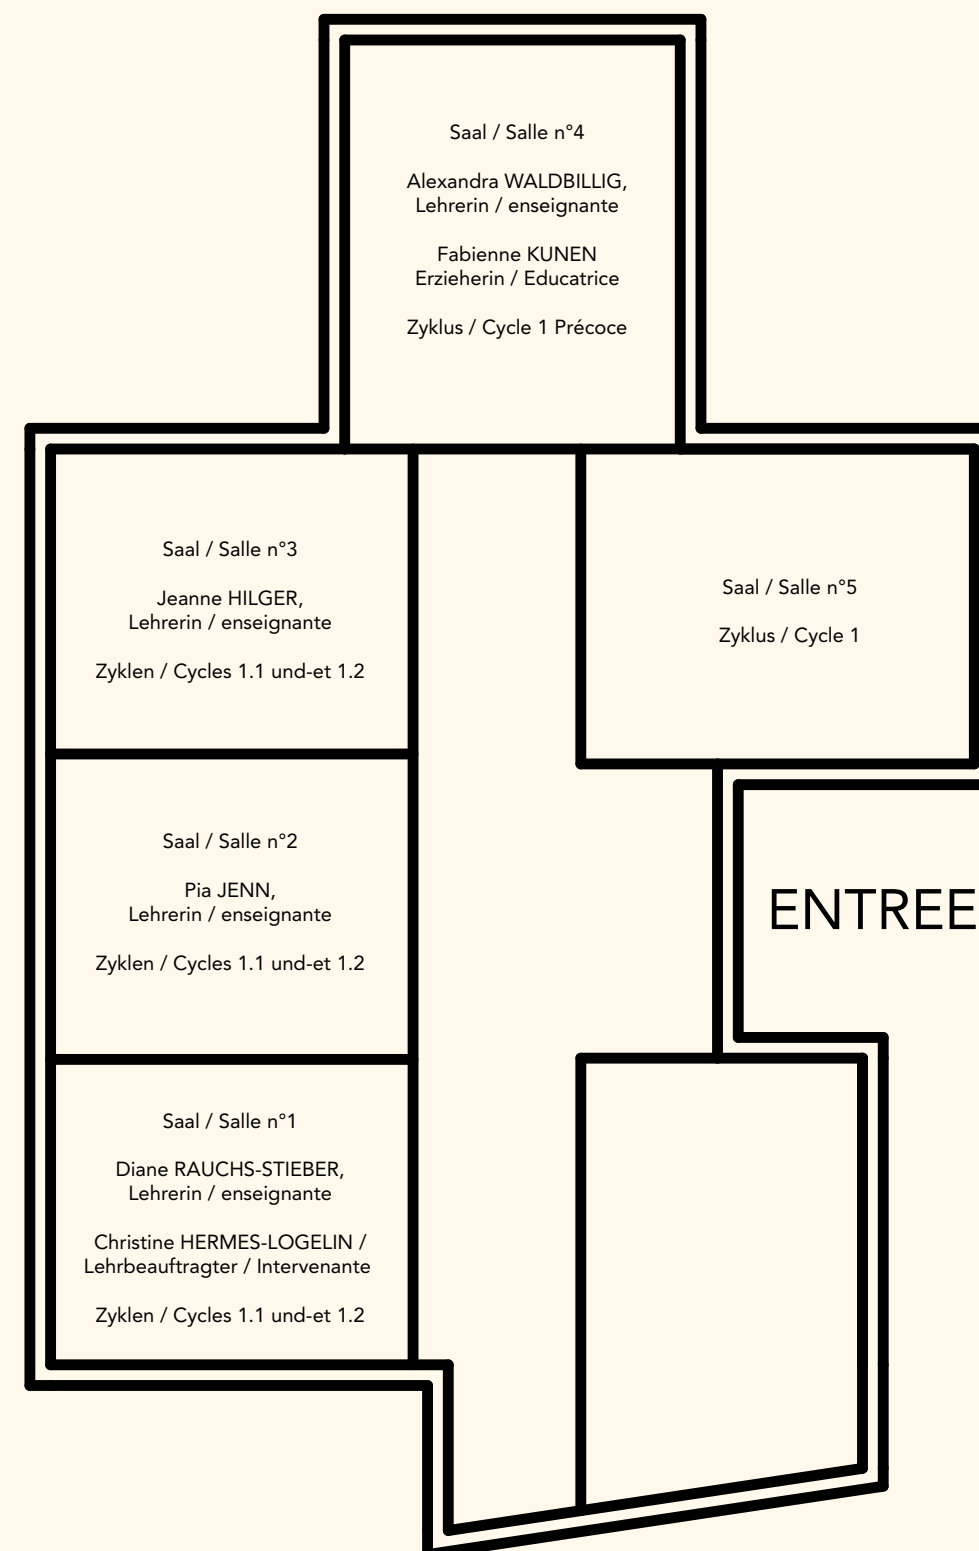 Saal / Salle n°4
Alexandra WALDBILLIG,
Lehrerin / enseignante
Fabienne KUNEN
Erzieherin / Educatrice
Zyklus / Cycle 1 Précoce
Saal / Salle n°3
Jeanne HILGER,
Lehrerin / enseignante
Zyklen / Cycles 1.1 und-et 1.2
Saal / Salle n°5
Zyklus / Cycle 1
Saal / Salle n°2
Pia JENN,
Lehrerin / enseignante
Zyklen / Cycles 1.1 und-et 1.2
ENTREE
Saal / Salle n°1
Diane RAUCHS-STIEBER,
Lehrerin / enseignante
Christine HERMES-LOGELIN /
Lehrbeauftragter / Intervenante
Zyklen / Cycles 1.1 und-et 1.2